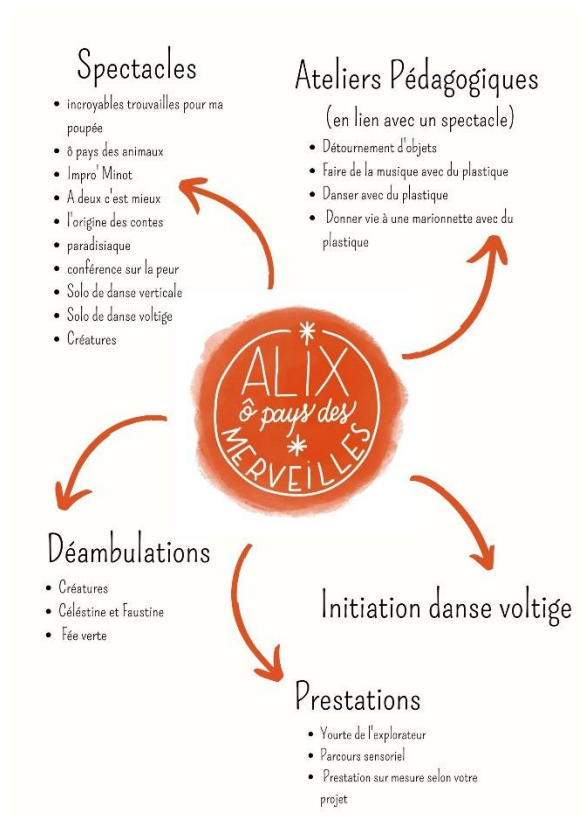 Spectacles
incroyables trouvailles pour ma
poupée
ô pays des animaux
Impro' Minot
A deux c'est mieux
l'origine des contes
paradisiaque
conférence sur la peur
Solo de danse verticale
Solo de danse voltige
Créatures
Ateliers Pédagogiques
(en lien avec un spectacle)
Détournement d'objets
Faire de la musique avec du plastique
Danser avec du plastique
Donner vie à une marionnette avec du
plastique
ALIX
ô pays des
MERVEILLES
Déambulations
Créatures
Céléstine et Faustine
Fée verte
Initiation danse voltige
Prestations
Yourte de l'explorateur
Parcours sensoriel
Prestation sur mesure selon votre
projet